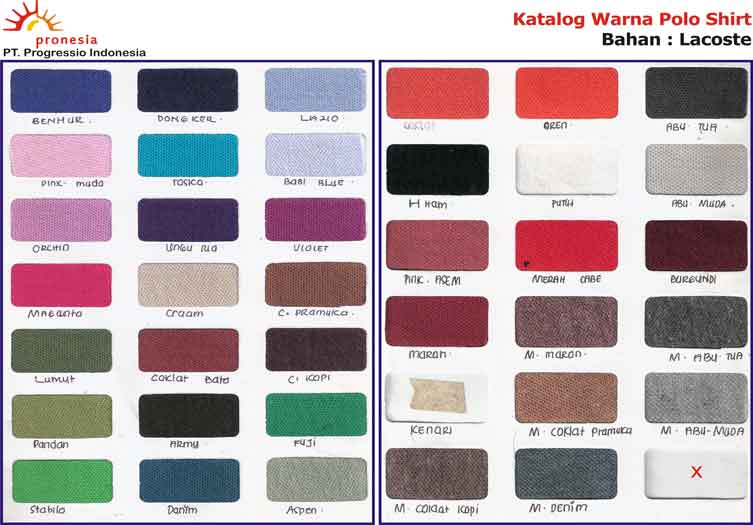 pronesia
PT. Progressio Indonesia
Katalog Warna Polo Shirt
Bahan : Lacoste
BENHUR .
DONGKER .
LAZIO
PINK- MUDA
TOSICA .
BABI BLUE .
ORCHID
UNGU TUA
VIOLET
MAGANTA
CREAM
C. PRAMUKA .
LUMUT
COKLAT BATA
C. KOPI
PANDAN
ARMY .
FUJI
Stabilo
DANIM
ASPEN .
OREN .
ABU TUA .
HITAM .
PUTIH
ABU- MUDA .
PINK . ASEM
MERAH CABE
BURGUNDI
MARAH .
M. MARON .
M. ABU TUA
KENARI
M. COKLAT PRAMUKA
M. ABU-MUDA
M. COKLAT KOPI
M. DENIM
X